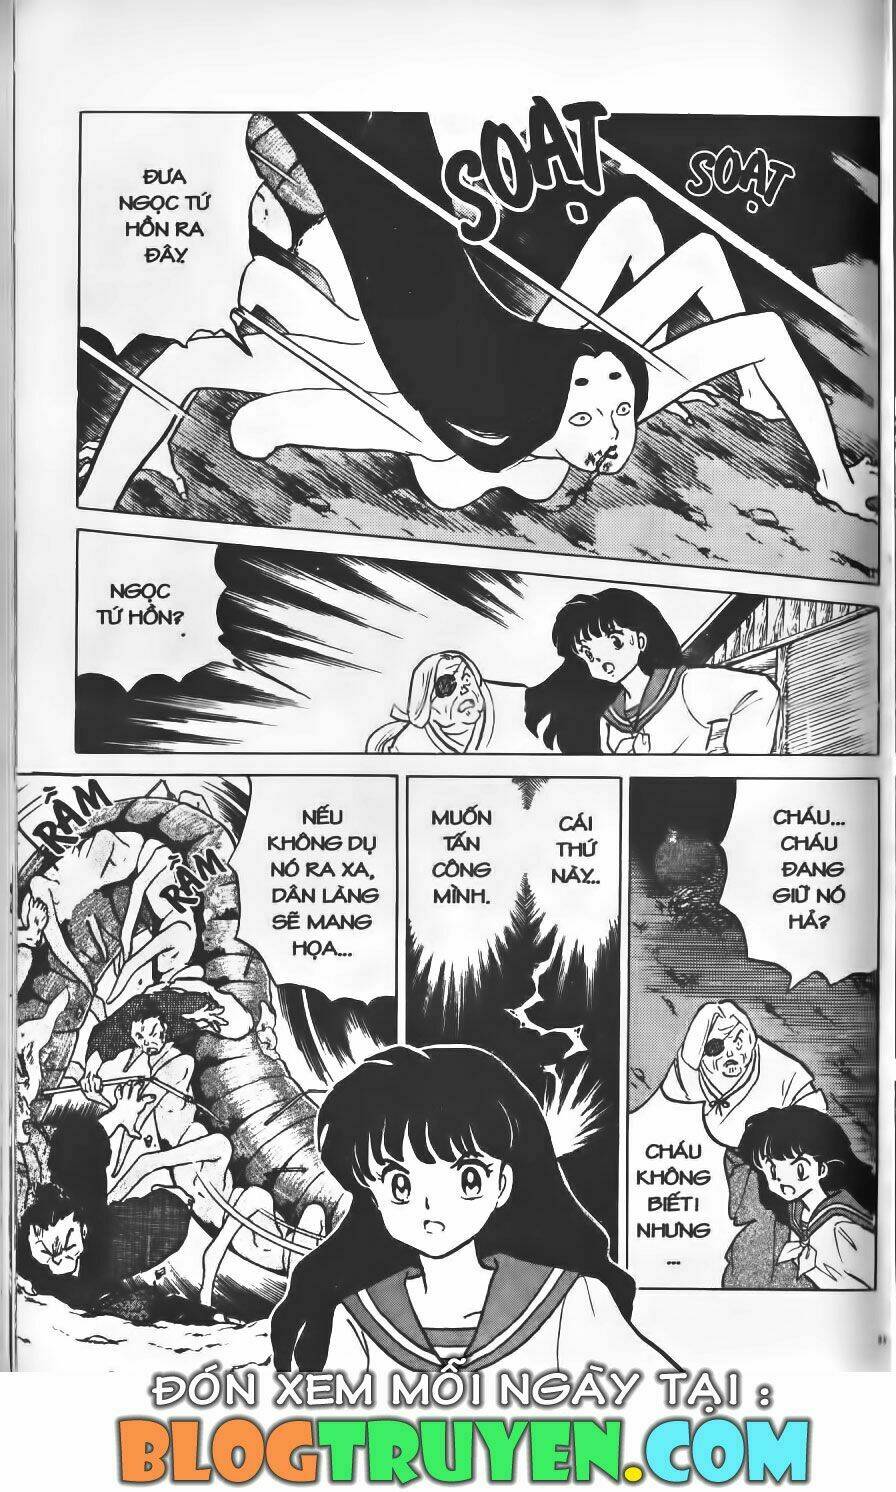 ĐƯA
NGỌC TỨ
HỒN RA
ĐÂY.
SOẠT
SOẠT
NGỌC
TỨ HỒN?
CHÁU...
CHÁU
ĐANG
GIỮ NÓ
HẢ?
CHÁU
KHÔNG
BIẾT!
NHƯNG
...
CÁI
THỨ
NÀY...
MUỐN
TẤN
CÔNG
MÌNH.
NẾU
KHÔNG DỤ
NÓ RA XA,
DÂN LÀNG
SẼ MANG
HỌA...
RẦM
RẦM
ĐÓN XEM MỖI NGÀY TẠI :
BLOGTRUYEN.COM